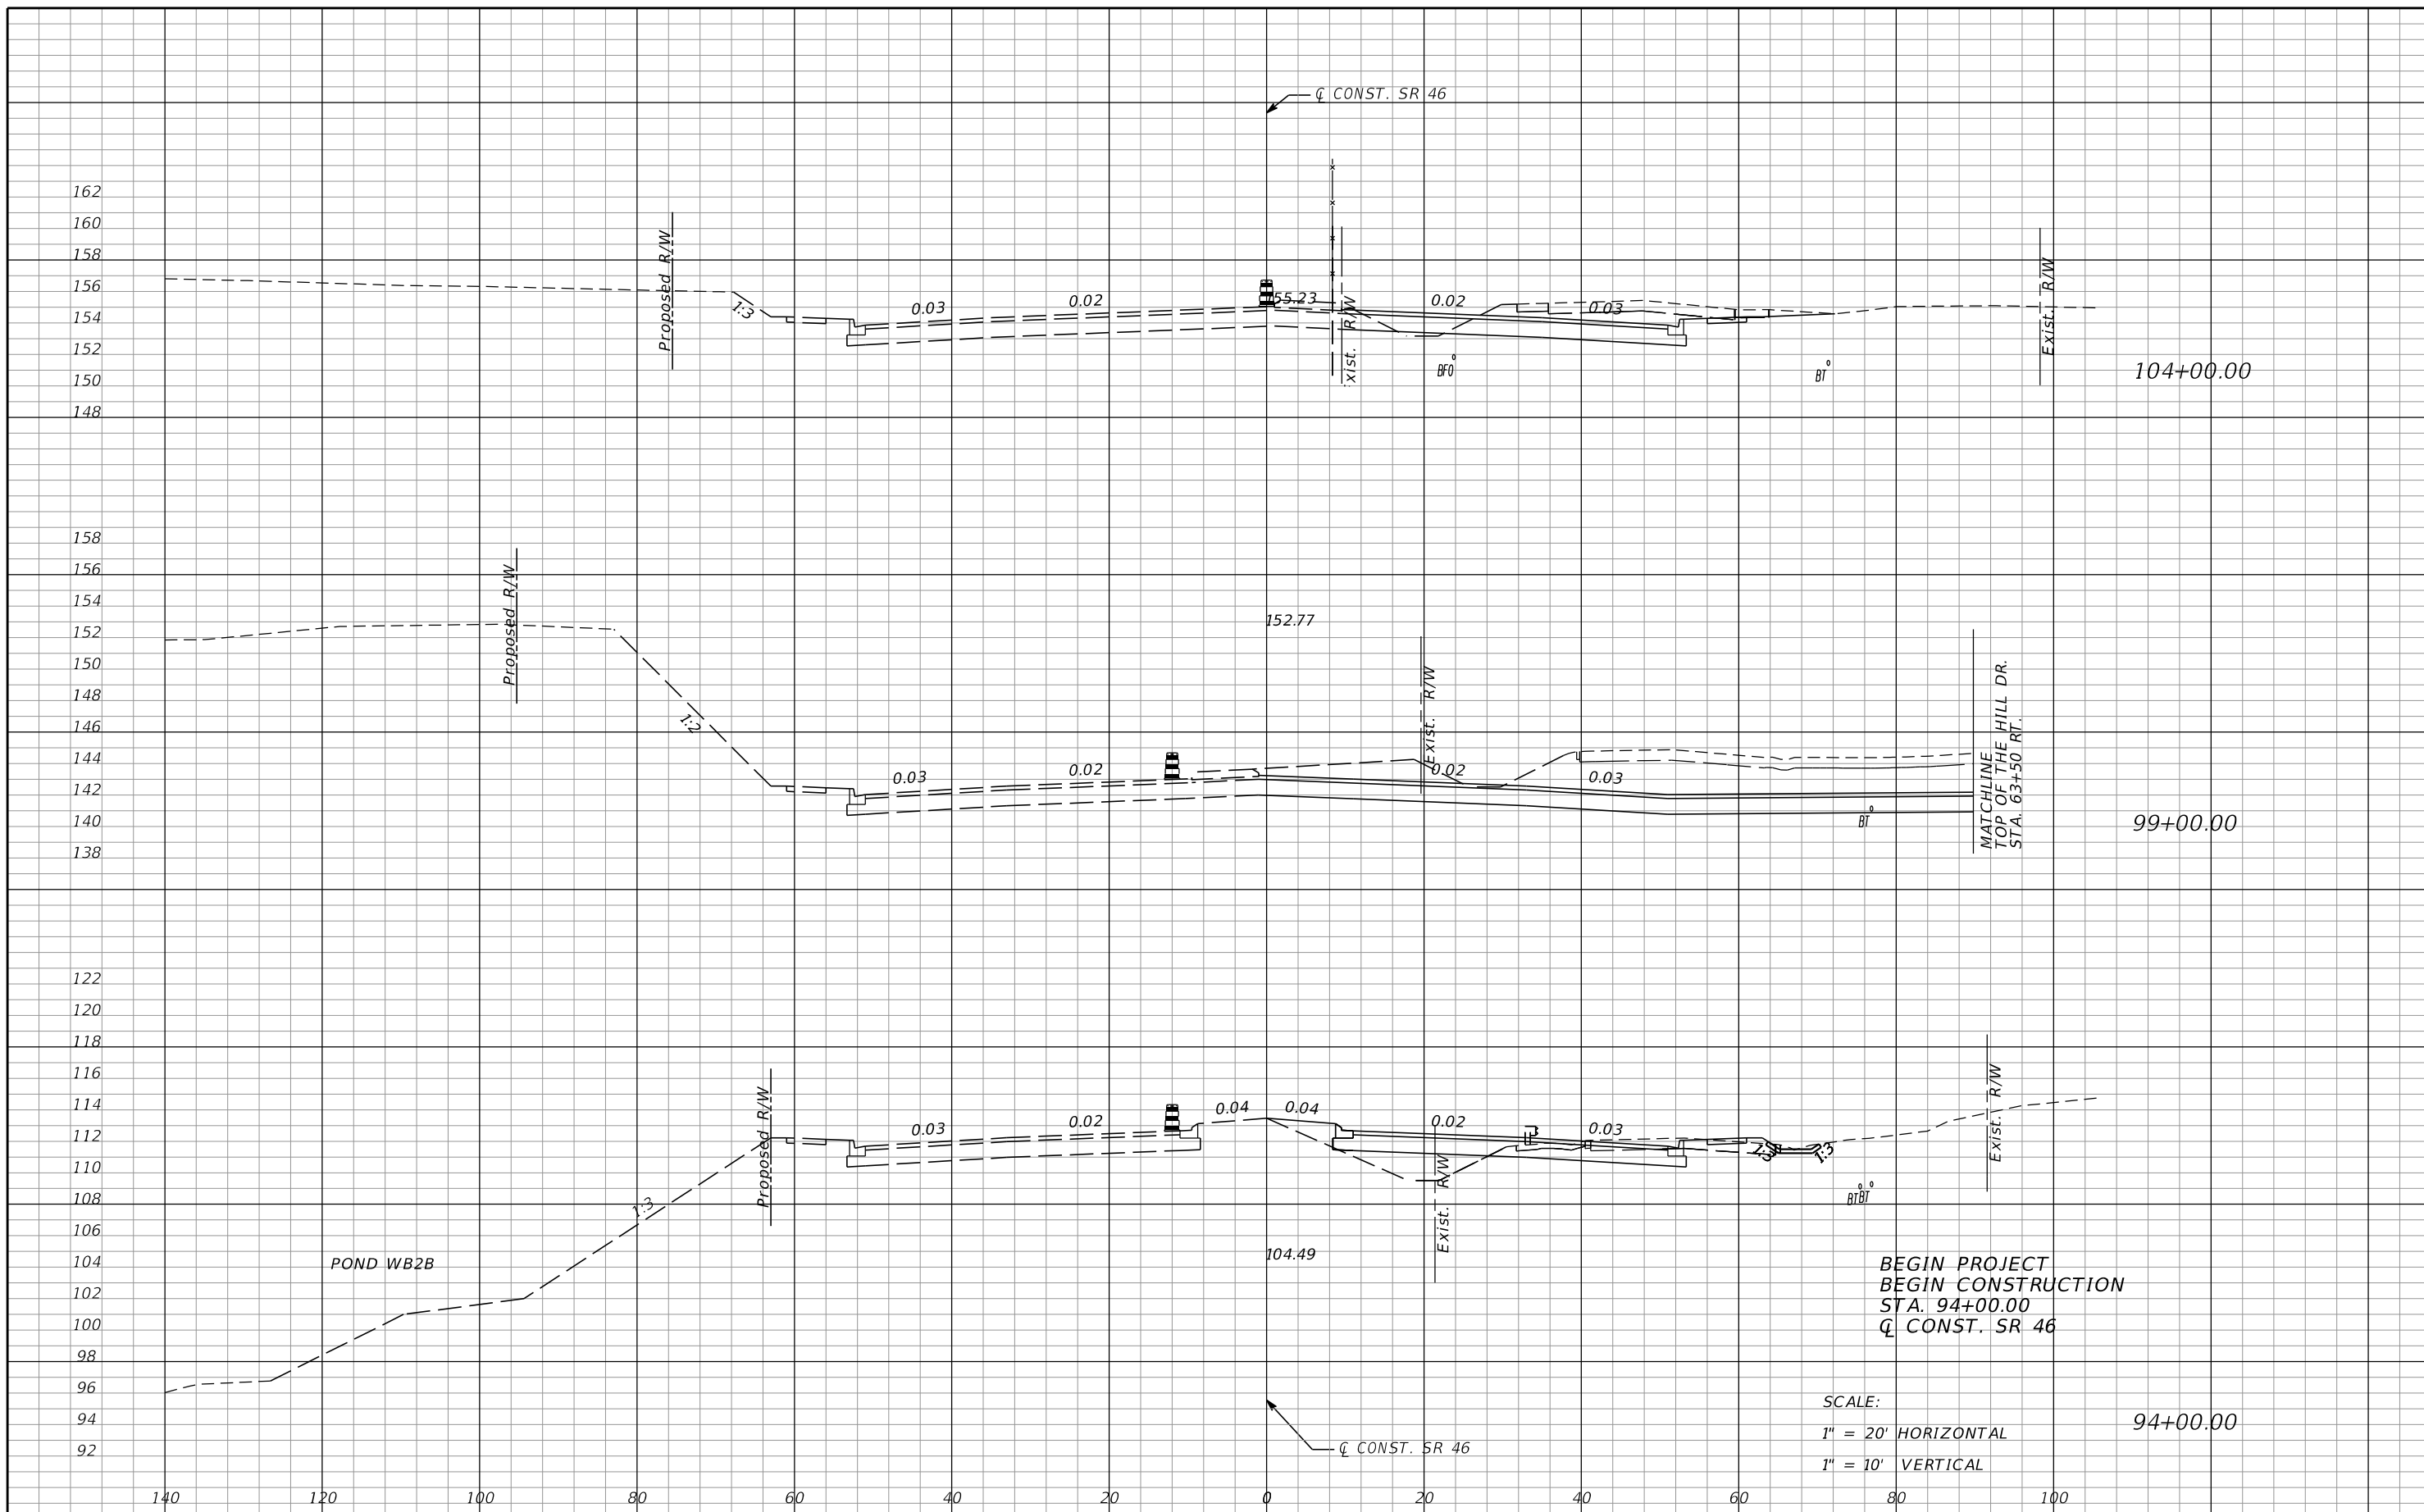 ℄ CONST. SR 46
162
160
158
156
154
152
150
148
Proposed R/W
1:3
0.03
0.02
55.23
0.02
0.03
xist. R/W
BFO
BT
Exist. R/W
104+00.00
158
156
154
152
150
148
146
144
142
140
138
Proposed R/W
152.77
1:2
0.03
0.02
Exist. R/W
0.02
0.03
BT
MATCHLINE
TOP OF THE HILL DR.
STA. 63+50 RT.
99+00.00
122
120
118
116
114
112
110
108
106
104
102
100
98
96
94
92
Proposed R/W
1:3
POND WB2B
0.03
0.02
0.04
0.04
0.02
0.03
Exist. R/W
104.49
1:3
BT
BT
Exist. R/W
BEGIN PROJECT
BEGIN CONSTRUCTION
STA. 94+00.00
℄ CONST. SR 46
℄ CONST. SR 46
SCALE:
1" = 20' HORIZONTAL
1" = 10' VERTICAL
94+00.00
140 120 100 80 60 40 20 0 20 40 60 80 100